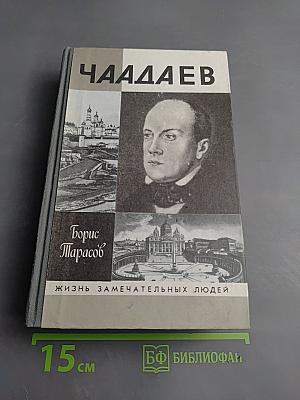 ЧААДАЕВ
Борис
Тарасов
ЖИЗНЬ ЗАМЕЧАТЕЛЬНЫХ ЛЮДЕЙ
15 см
БФ БИБЛИОФАН